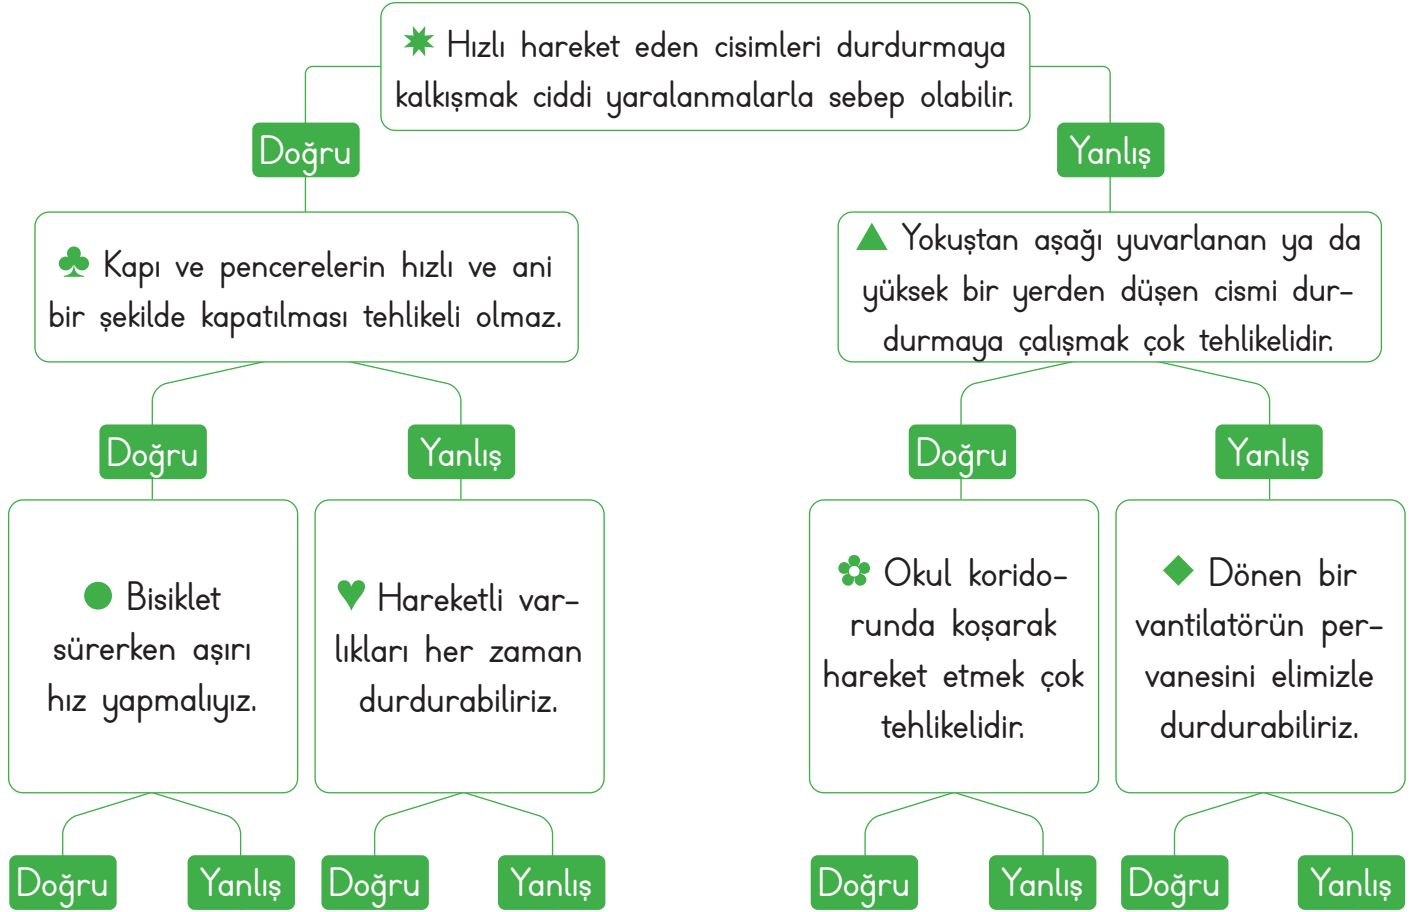 Hızlı hareket eden cisimleri durdurmaya
kalkışmak ciddi yaralanmalarla sebep olabilir.
Doğru
Yanlış
Kapı ve pencerelerin hızlı ve ani
bir şekilde kapatılması tehlikeli olmaz.
Yokuştan aşağı yuvarlanan ya da
yüksek bir yerden düşen cismi dur-
durmaya çalışmak çok tehlikelidir.
Doğru
Yanlış
Doğru
Yanlış
Bisiklet
sürerken aşırı
hız yapmalıyız.
Hareketli var-
lıkları her zaman
durdurabiliriz.
Okul korido-
runda koşarak
hareket etmek çok
tehlikelidir.
Dönen bir
vantilatörün per-
vanesini elimizle
durdurabiliriz.
Doğru
Yanlış
Doğru
Yanlış
Doğru
Yanlış
Doğru
Yanlış